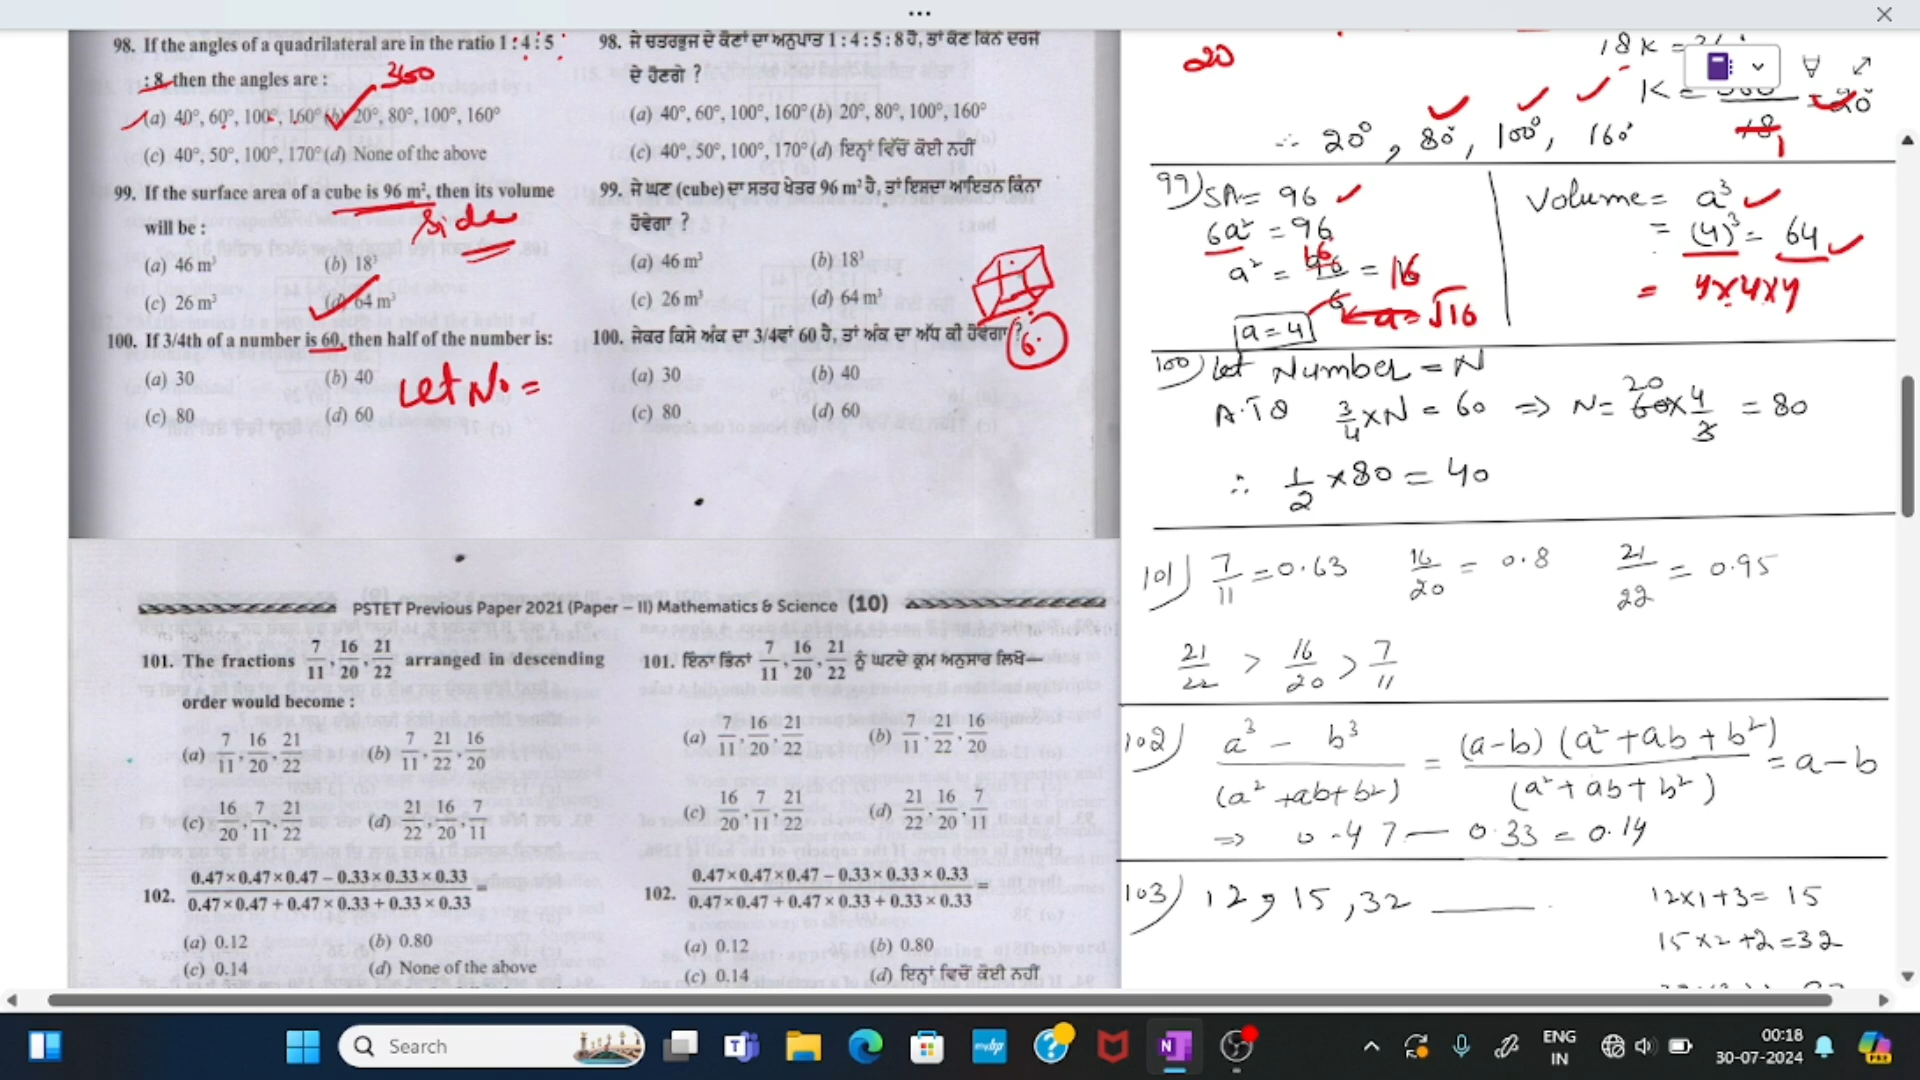 98. If the angles of a quadrilateral are in the ratio 1 : 4 : 5
: 8, then the angles are :
360
(a) 40°, 60°, 100°, 160° (b) 20°, 80°, 100°, 160°
(c) 40°, 50°, 100°, 170° (d) None of the above
99. If the surface area of a cube is 96 m², then its volume
will be :
side
(a) 46 m³ (b) 18³
(c) 26 m³ (d) 64 m³
100. If 3/4th of a number is 60, then half of the number is:
(a) 30 (b) 40
Let No =
(c) 80 (d) 60
98. ਜੇ ਚਤਰਭੁਜ ਦੇ ਕੋਣਾਂ ਦਾ ਅਨੁਪਾਤ 1 : 4 : 5 : 8 ਹੈ, ਤਾਂ ਕੋਣ ਕਿੰਨੇ ਦਰਜੇ
ਦੇ ਹੋਣਗੇ ?
(a) 40°, 60°, 100°, 160° (b) 20°, 80°, 100°, 160°
(c) 40°, 50°, 100°, 170° (d) ਇਨ੍ਹਾਂ ਵਿੱਚੋਂ ਕੋਈ ਨਹੀਂ
99. ਜੇ ਘਣ (cube) ਦਾ ਸਤਹ ਖੇਤਰ 96 m² ਹੈ, ਤਾਂ ਇਸਦਾ ਆਇਤਨ ਕਿੰਨਾ
ਹੋਵੇਗਾ ?
(a) 46 m³ (b) 18³
(c) 26 m³ (d) 64 m³
6
100. ਜੇਕਰ ਕਿਸੇ ਅੰਕ ਦਾ 3/4ਵਾਂ 60 ਹੈ, ਤਾਂ ਅੰਕ ਦਾ ਅੱਧ ਕੀ ਹੋਵੇਗਾ ?
(a) 30 (b) 40
(c) 80 (d) 60
PSTET Previous Paper 2021 (Paper – II) Mathematics & Science (10)
101. The fractions 7/11, 16/20, 21/22 arranged in descending
order would become :
(a) 7/11, 16/20, 21/22 (b) 7/11, 21/22, 16/20
(c) 16/20, 7/11, 21/22 (d) 21/22, 16/20, 7/11
102. 0.47×0.47×0.47 – 0.33×0.33×0.33 =
0.47×0.47 + 0.47×0.33 + 0.33×0.33
(a) 0.12 (b) 0.80
(c) 0.14 (d) None of the above
101. ਇੰਨਾ ਭਿੰਨਾਂ 7/11, 16/20, 21/22 ਨੂੰ ਘਟਦੇ ਕ੍ਰਮ ਅਨੁਸਾਰ ਲਿਖੋ—
(a) 7/11, 16/20, 21/22 (b) 7/11, 21/22, 16/20
(c) 16/20, 7/11, 21/22 (d) 21/22, 16/20, 7/11
102. 0.47×0.47×0.47 – 0.33×0.33×0.33 =
0.47×0.47 + 0.47×0.33 + 0.33×0.33
(a) 0.12 (b) 0.80
(c) 0.14 (d) ਇਨ੍ਹਾਂ ਵਿਚੋਂ ਕੋਈ ਨਹੀਂ
20
18K =
K = /18 = 20
∴ 20°, 80°, 100°, 160°
99) SA = 96
6a² = 96
a² = 96/6 = 16
16
a = 4
a = √16
Volume = a³
= (4)³ = 64
= 4×4×4
100) Let Number = N
A.T.Q 3/4 × N = 60 ⇒ N = 60 × 4/3 = 80
20
∴ 1/2 × 80 = 40
101) 7/11 = 0.63 16/20 = 0.8 21/22 = 0.95
21/22 > 16/20 > 7/11
102) a³ – b³ / (a² + ab + b²) = (a-b) (a² + ab + b²) / (a² + ab + b²) = a – b
⇒ 0.47 – 0.33 = 0.14
103) 12, 15, 32 ____
12×1+3 = 15
15×2+2=32
Search
ENG
IN
00:18
30-07-2024